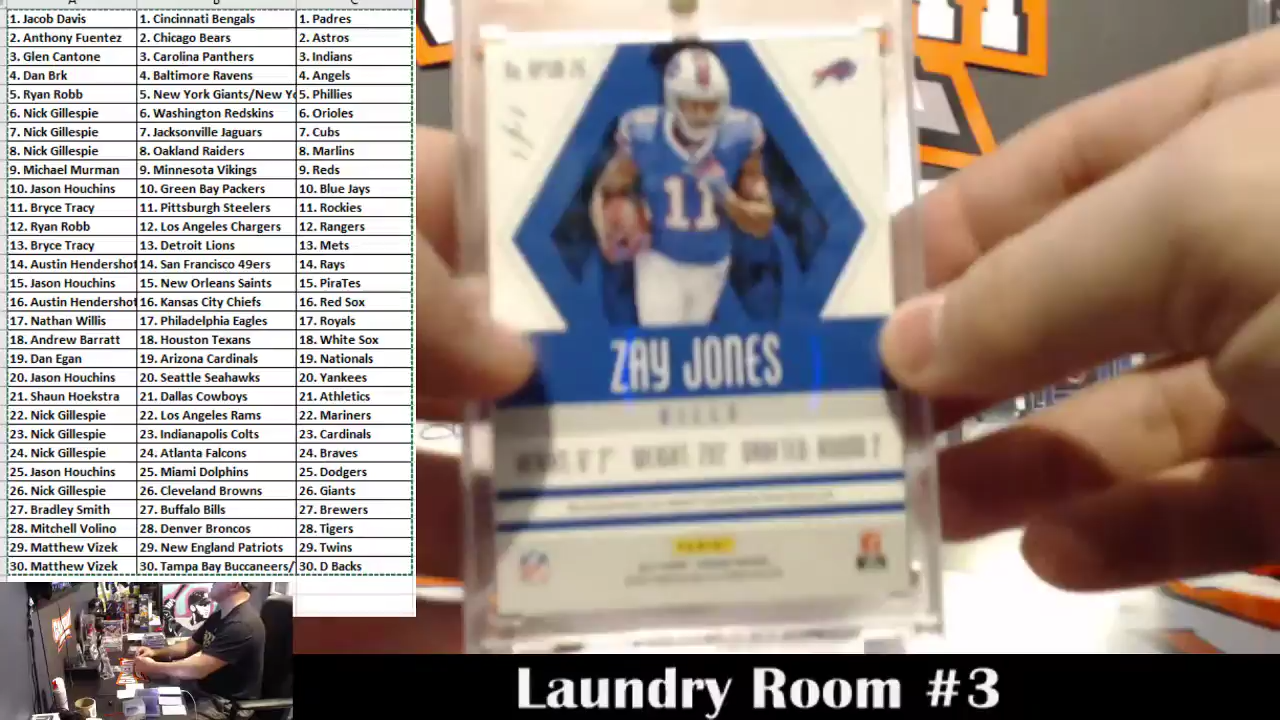 1. Jacob Davis 1. Cincinnati Bengals 1. Padres
2. Anthony Fuentez 2. Chicago Bears 2. Astros
3. Glen Cantone 3. Carolina Panthers 3. Indians
4. Dan Brk 4. Baltimore Ravens 4. Angels
5. Ryan Robb 5. New York Giants/New Yo 5. Phillies
6. Nick Gillespie 6. Washington Redskins 6. Orioles
7. Nick Gillespie 7. Jacksonville Jaguars 7. Cubs
8. Nick Gillespie 8. Oakland Raiders 8. Marlins
9. Michael Murman 9. Minnesota Vikings 9. Reds
10. Jason Houchins 10. Green Bay Packers 10. Blue Jays
11. Bryce Tracy 11. Pittsburgh Steelers 11. Rockies
12. Ryan Robb 12. Los Angeles Chargers 12. Rangers
13. Bryce Tracy 13. Detroit Lions 13. Mets
14. Austin Hendershot 14. San Francisco 49ers 14. Rays
15. Jason Houchins 15. New Orleans Saints 15. PiraTes
16. Austin Hendershot 16. Kansas City Chiefs 16. Red Sox
17. Nathan Willis 17. Philadelphia Eagles 17. Royals
18. Andrew Barratt 18. Houston Texans 18. White Sox
19. Dan Egan 19. Arizona Cardinals 19. Nationals
20. Jason Houchins 20. Seattle Seahawks 20. Yankees
21. Shaun Hoekstra 21. Dallas Cowboys 21. Athletics
22. Nick Gillespie 22. Los Angeles Rams 22. Mariners
23. Nick Gillespie 23. Indianapolis Colts 23. Cardinals
24. Nick Gillespie 24. Atlanta Falcons 24. Braves
25. Jason Houchins 25. Miami Dolphins 25. Dodgers
26. Nick Gillespie 26. Cleveland Browns 26. Giants
27. Bradley Smith 27. Buffalo Bills 27. Brewers
28. Mitchell Volino 28. Denver Broncos 28. Tigers
29. Matthew Vizek 29. New England Patriots 29. Twins
30. Matthew Vizek 30. Tampa Bay Buccaneers/ 30. D Backs
1/1
11
ZAY JONES
BILLS
PANINI
Laundry Room #3